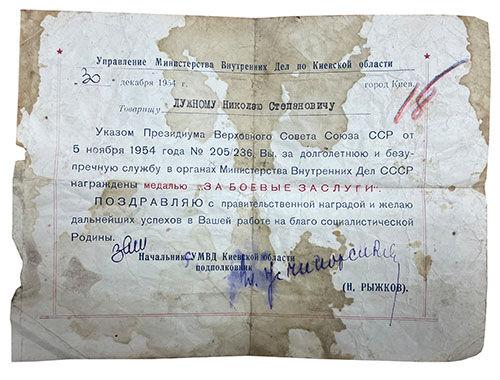 Управление Министерства Внутренних Дел по Киевской области
„30" декабря 1954 г. город Киев.
16
Товарищу ЛУЖНОМУ Николаю Степановичу
Указом Президиума Верховного Совета Союза ССР от
5 ноября 1954 года № 205/236, Вы, за долголетнюю и безу-
пречную службу в органах Министерства Внутренних Дел СССР
награждены медалью „ЗА БОЕВЫЕ ЗАСЛУГИ".
ПОЗДРАВЛЯЮ с правительственной наградой и желаю
дальнейших успехов в Вашей работе на благо социалистической
Родины.
зам
Начальник УМВД Киевской области
подполковник
(Н. РЫЖКОВ).